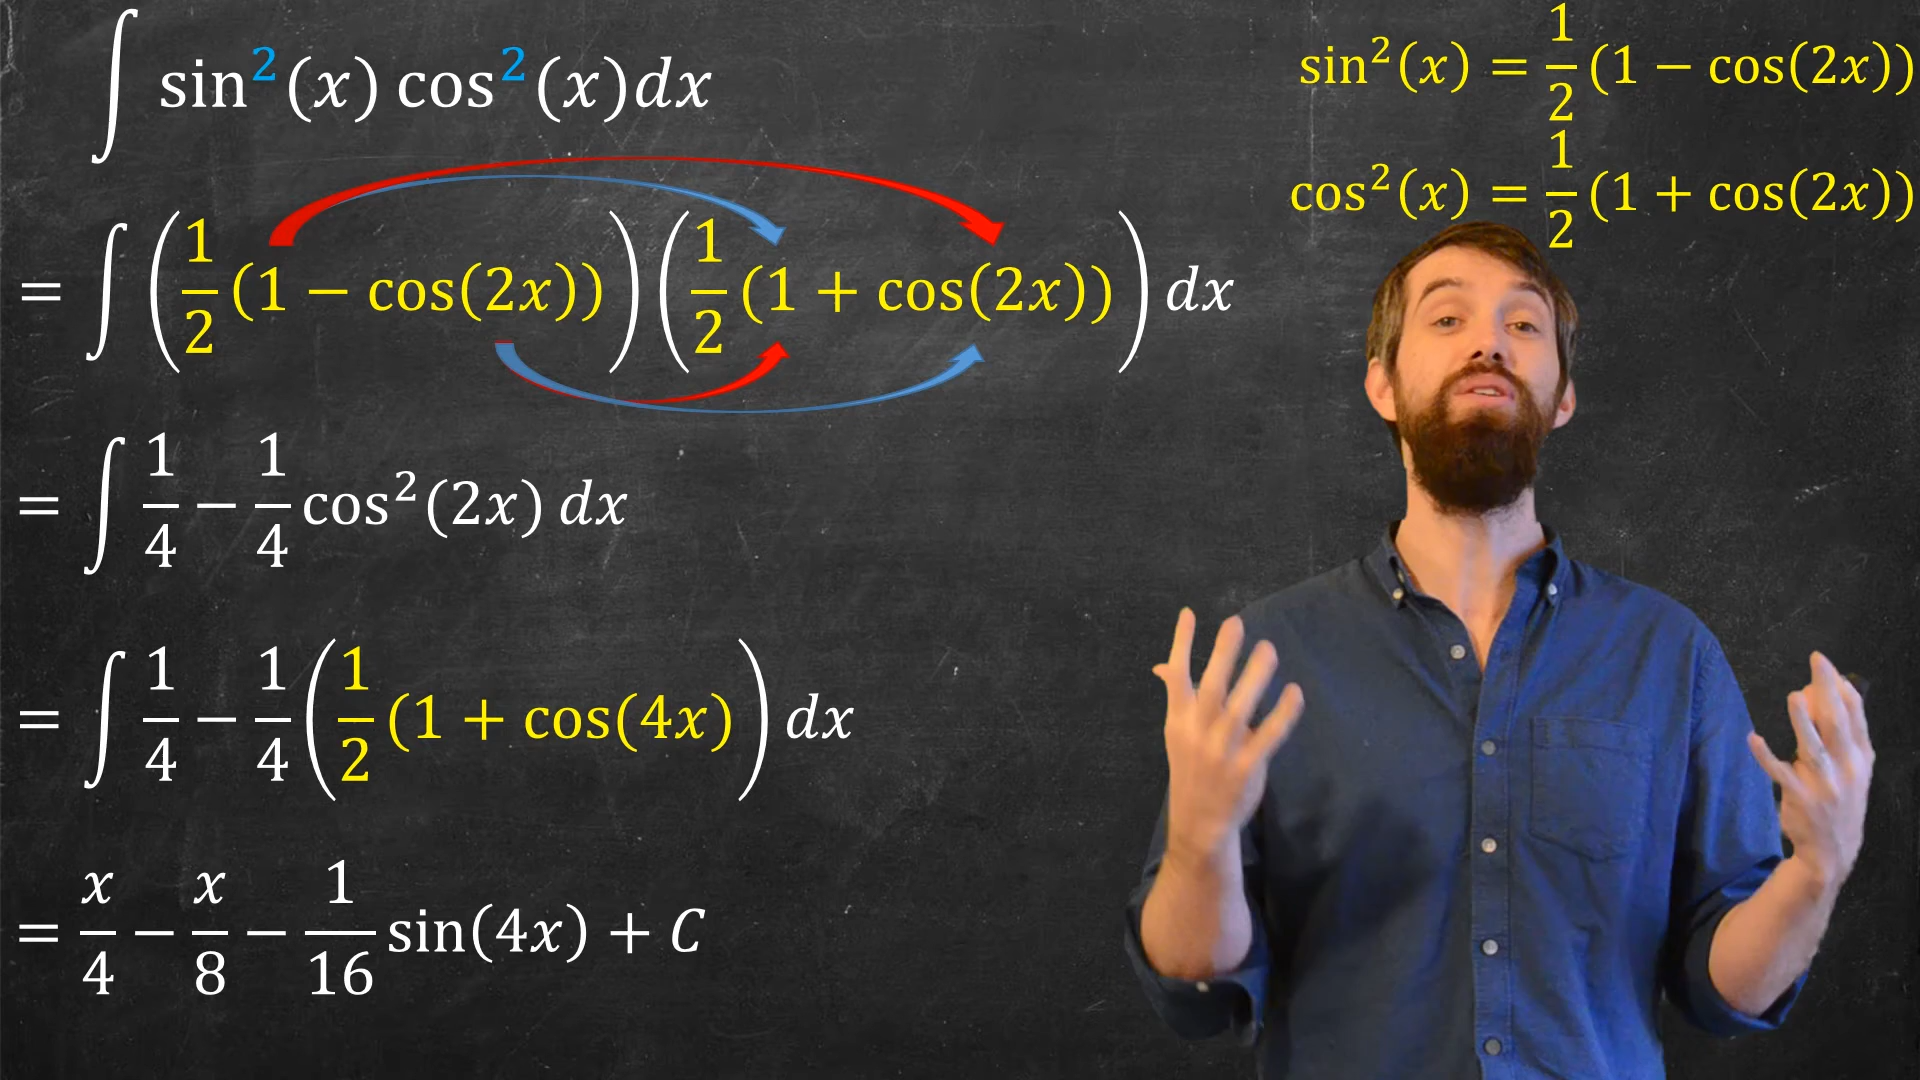 ∫ sin²(x) cos²(x)dx
sin²(x) = 1/2 (1 − cos(2x))
cos²(x) = 1/2 (1 + cos(2x))
= ∫ (1/2 (1 − cos(2x))) (1/2 (1 + cos(2x))) dx
= ∫ 1/4 − 1/4 cos²(2x) dx
= ∫ 1/4 − 1/4 (1/2 (1 + cos(4x)) dx
= x/4 − x/8 − 1/16 sin(4x) + C